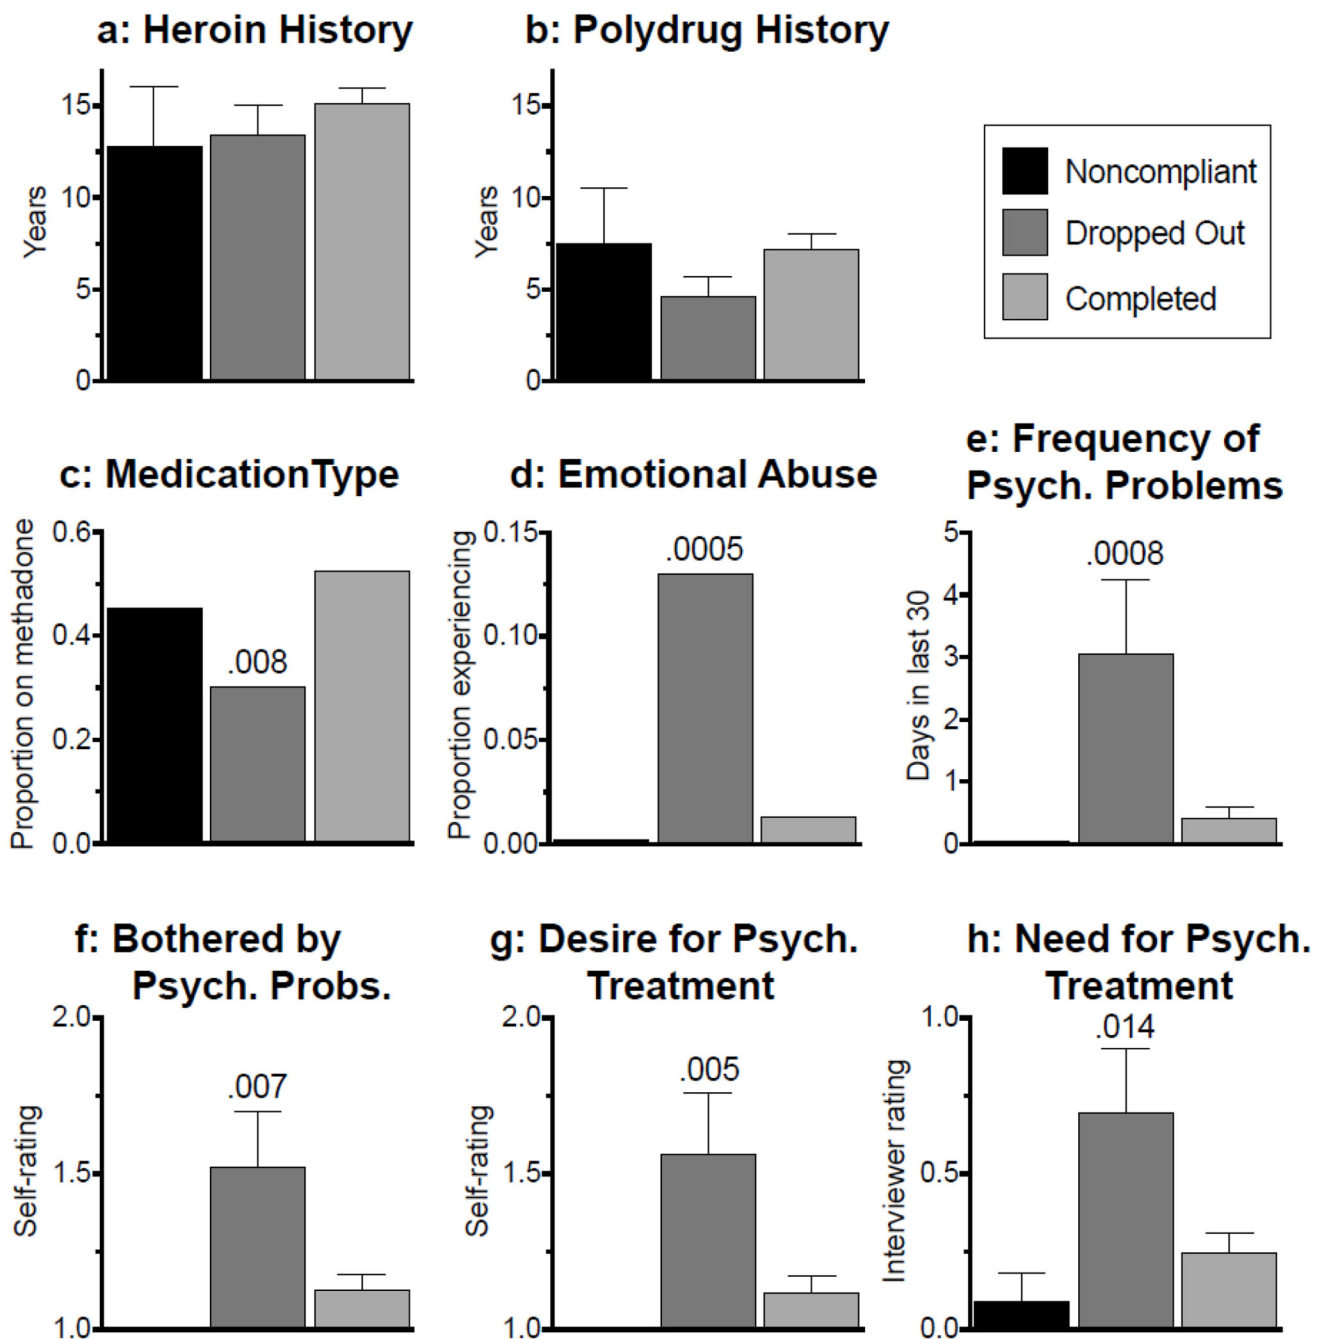 a: Heroin History
15
10
5
0
Years
b: Polydrug History
15
10
5
0
Years
Noncompliant
Dropped Out
Completed
c: MedicationType
0.6
0.4
0.2
0.0
Proportion on methadone
.008
d: Emotional Abuse
0.15
0.10
0.05
0.00
Proportion experiencing
.0005
e: Frequency of
Psych. Problems
5
4
3
2
1
0
Days in last 30
.0008
f: Bothered by
Psych. Probs.
2.0
1.5
1.0
Self-rating
.007
g: Desire for Psych.
Treatment
2.0
1.5
1.0
Self-rating
.005
h: Need for Psych.
Treatment
1.0
0.5
0.0
Interviewer rating
.014